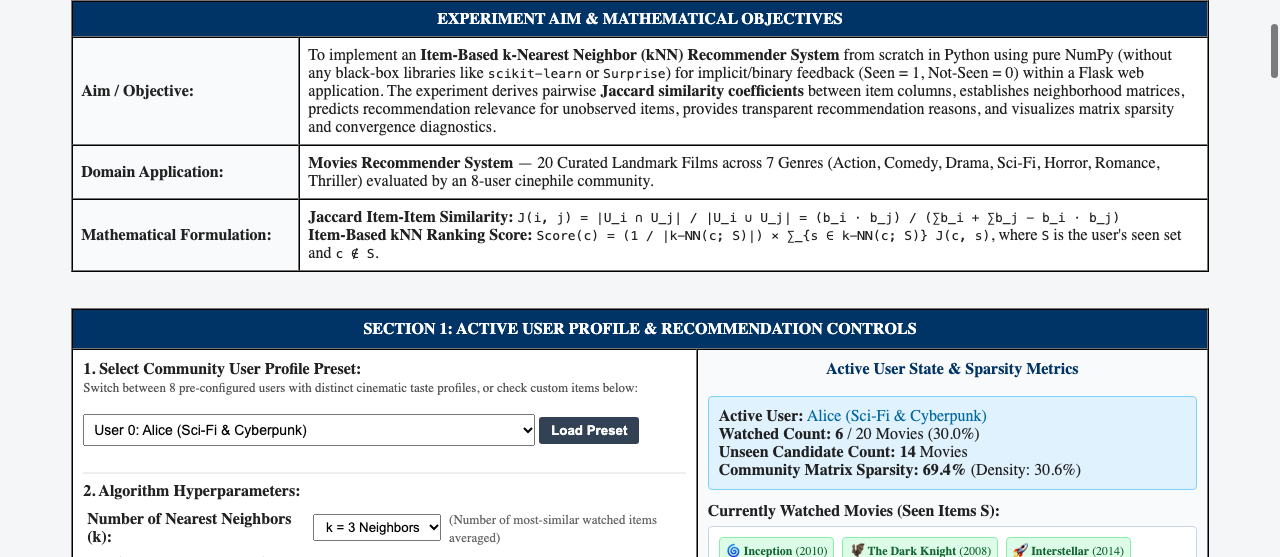 EXPERIMENT AIM & MATHEMATICAL OBJECTIVES
Aim / Objective:
To implement an Item-Based k-Nearest Neighbor (kNN) Recommender System from scratch in Python using pure NumPy (without
any black-box libraries like scikit-learn or Surprise) for implicit/binary feedback (Seen = 1, Not-Seen = 0) within a Flask web
application. The experiment derives pairwise Jaccard similarity coefficients between item columns, establishes neighborhood matrices,
predicts recommendation relevance for unobserved items, provides transparent recommendation reasons, and visualizes matrix sparsity
and convergence diagnostics.
Domain Application:
Movies Recommender System — 20 Curated Landmark Films across 7 Genres (Action, Comedy, Drama, Sci-Fi, Horror, Romance,
Thriller) evaluated by an 8-user cinephile community.
Mathematical Formulation:
Jaccard Item-Item Similarity: J(i, j) = |U_i ∩ U_j| / |U_i ∪ U_j| = (b_i · b_j) / (∑b_i + ∑b_j − b_i · b_j)
Item-Based kNN Ranking Score: Score(c) = (1 / |k-NN(c; S)|) × ∑_{s ∈ k-NN(c; S)} J(c, s), where S is the user's seen set
and c ∉ S.
SECTION 1: ACTIVE USER PROFILE & RECOMMENDATION CONTROLS
1. Select Community User Profile Preset:
Switch between 8 pre-configured users with distinct cinematic taste profiles, or check custom items below:
User 0: Alice (Sci-Fi & Cyberpunk)
Load Preset
2. Algorithm Hyperparameters:
Number of Nearest Neighbors
(k):
k = 3 Neighbors
(Number of most-similar watched items
averaged)
Active User State & Sparsity Metrics
Active User: Alice (Sci-Fi & Cyberpunk)
Watched Count: 6 / 20 Movies (30.0%)
Unseen Candidate Count: 14 Movies
Community Matrix Sparsity: 69.4% (Density: 30.6%)
Currently Watched Movies (Seen Items S):
🌀 Inception (2010) 🦇 The Dark Knight (2008) 🚀 Interstellar (2014)